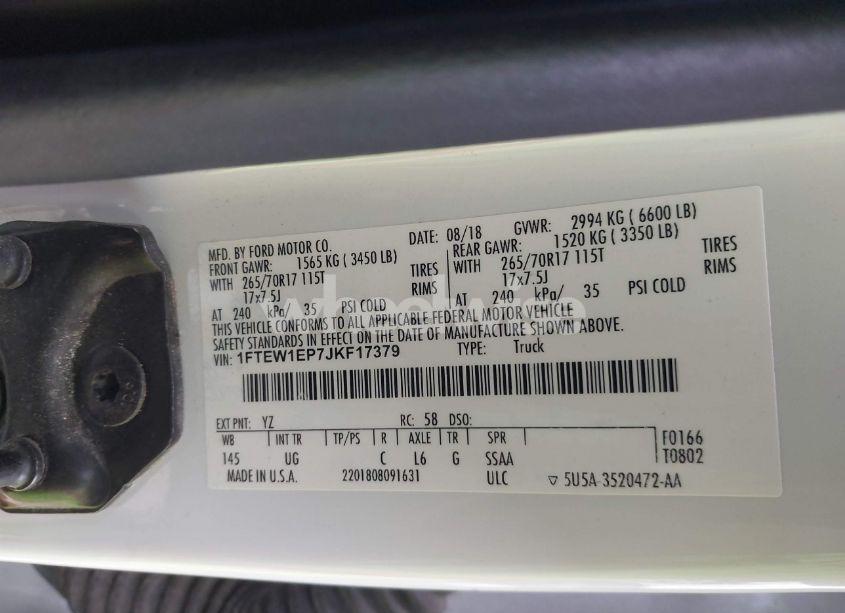 MFD. BY FORD MOTOR CO. DATE: 08/18 GVWR: 2994 KG ( 6600 LB)
FRONT GAWR: 1565 KG ( 3450 LB) REAR GAWR: 1520 KG ( 3350 LB)
WITH 265/70R17 115T TIRES WITH 265/70R17 115T TIRES
17x7.5J RIMS 17x7.5J RIMS
AT 240 kPa/ 35 PSI COLD AT 240 kPa/ 35 PSI COLD
THIS VEHICLE CONFORMS TO ALL APPLICABLE FEDERAL MOTOR VEHICLE
SAFETY STANDARDS IN EFFECT ON THE DATE OF MANUFACTURE SHOWN ABOVE.
VIN: 1FTEW1EP7JKF17379 TYPE: Truck
EXT PNT: YZ RC: 58 DSO:
WB INT TR TP/PS R AXLE TR SPR F0166
145 UG C L6 G SSAA T0802
MADE IN U.S.A. 2201808091631 ULC ▽ 5U5A-3520472-AA